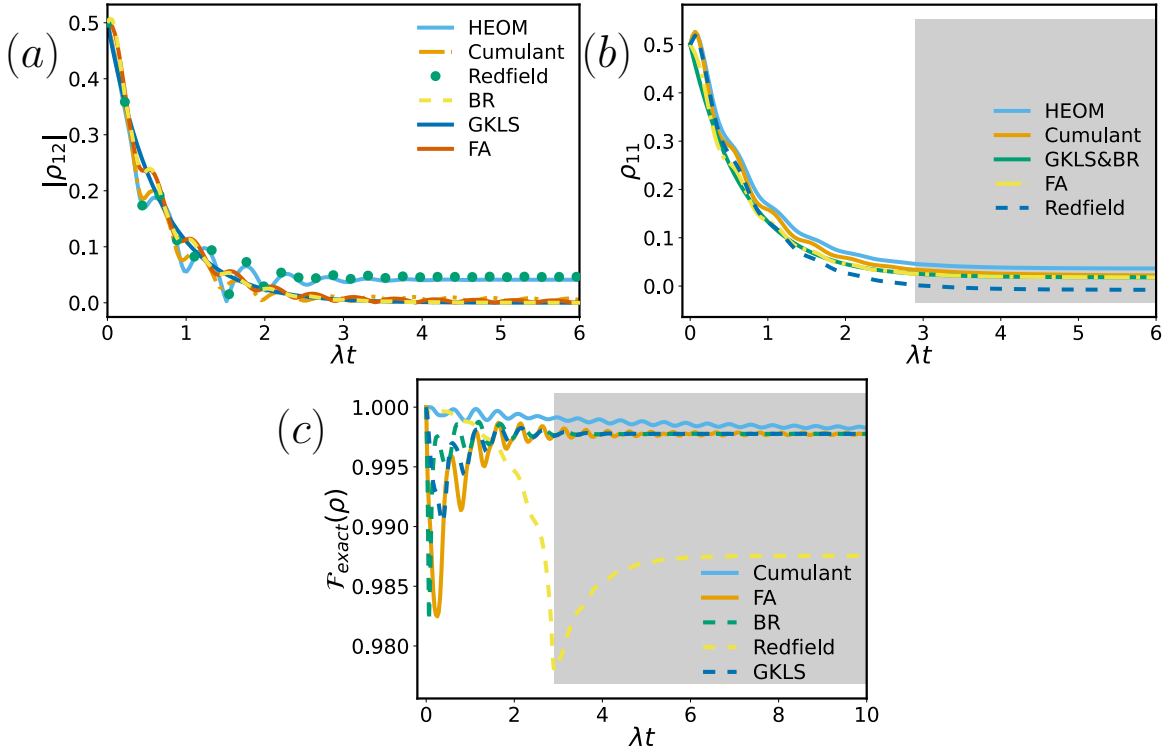 (a)
0.5
0.4
0.3
0.2
0.1
0.0
|ρ₁₂|
HEOM
Cumulant
Redfield
BR
GKLS
FA
0 1 2 3 4 5 6
λt
(b)
0.5
0.4
0.3
0.2
0.1
0.0
ρ₁₁
HEOM
Cumulant
GKLS&BR
FA
Redfield
0 1 2 3 4 5 6
λt
(c)
1.000
0.995
0.990
0.985
0.980
𝓕exact(ρ)
Cumulant
FA
BR
Redfield
GKLS
0 2 4 6 8 10
λt